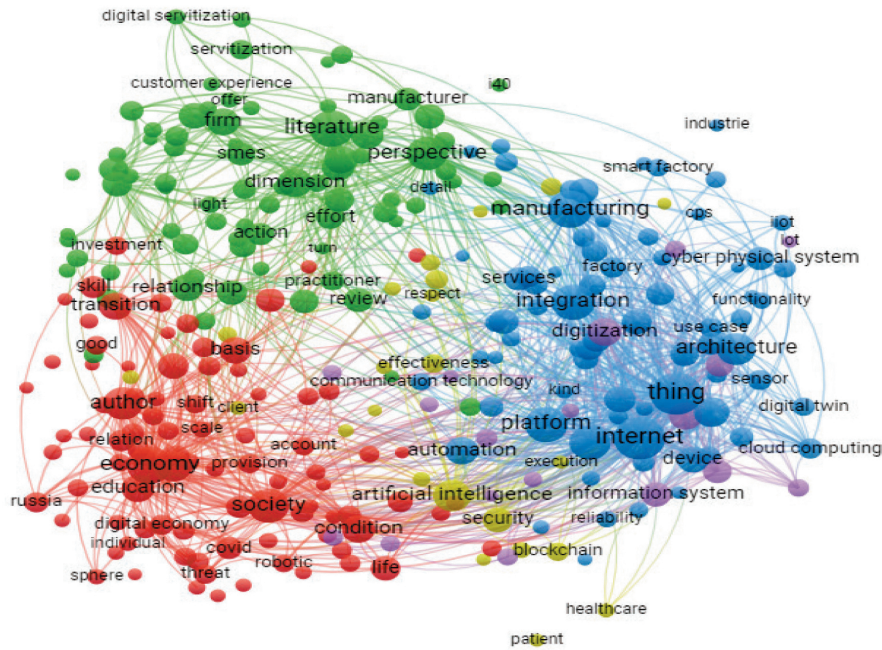 digital servitization
servitization
customer experience
offer
i40
manufacturer
firm
literature
industrie
smes
perspective
smart factory
dimension
detail
light
manufacturing
effort
cps
iiot
action
iot
investment
turn
cyber physical system
factory
services
skill
relationship
practitioner
respect
review
transition
integration
functionality
digitization
use case
good
basis
architecture
effectiveness
communication technology
kind
sensor
thing
author
shift
client
digital twin
scale
platform
internet
relation
account
automation
cloud computing
economy
provision
execution
device
education
artificial intelligence
information system
russia
society
security
reliability
digital economy
condition
individual
covid
blockchain
robotic
life
sphere
threat
healthcare
patient